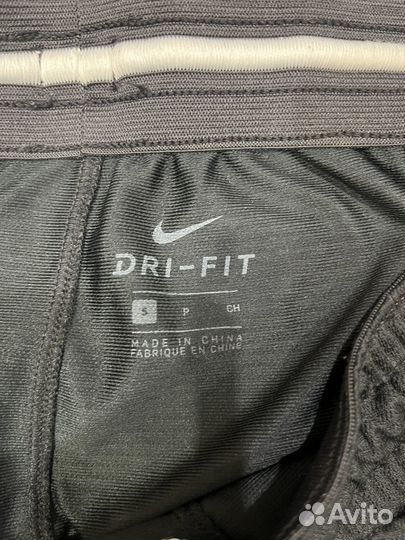 DRI-FIT
S P CH
MADE IN CHINA
FABRIQUE EN CHINE
Avito